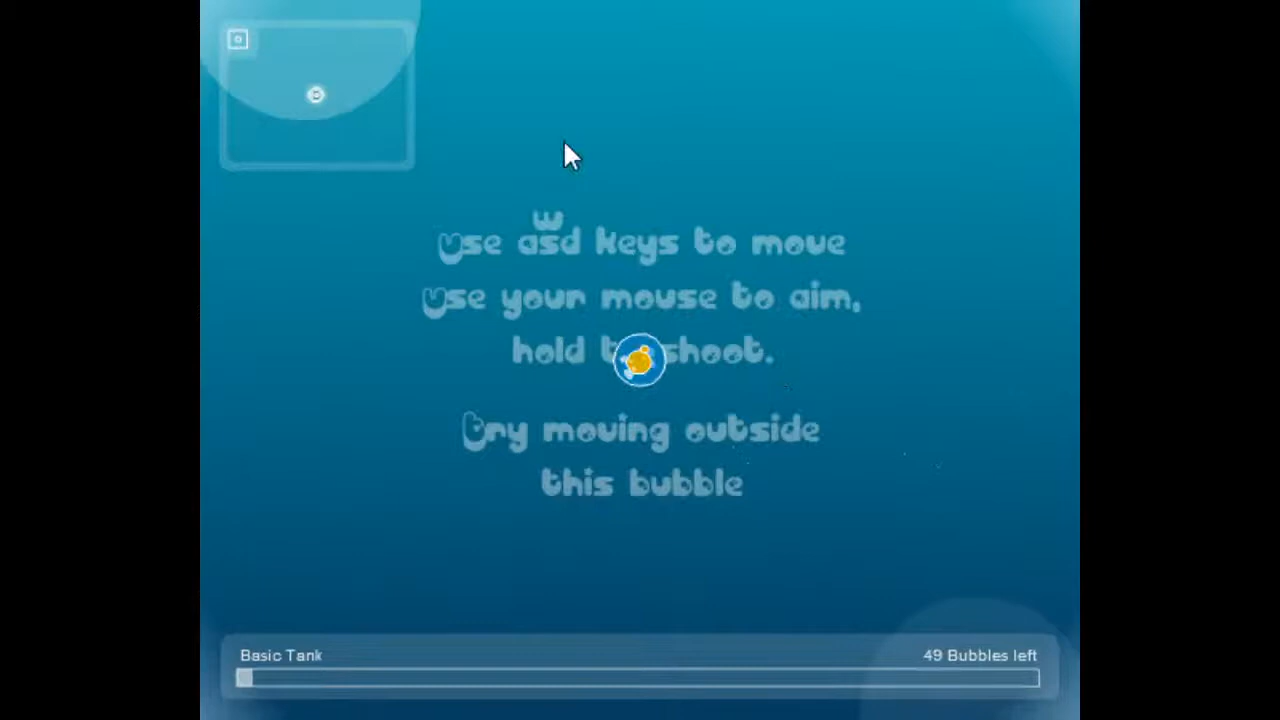 w
Use asd keys to move
Use your mouse to aim,
hold to shoot.
Try moving outside
this bubble
Basic Tank
49 Bubbles left